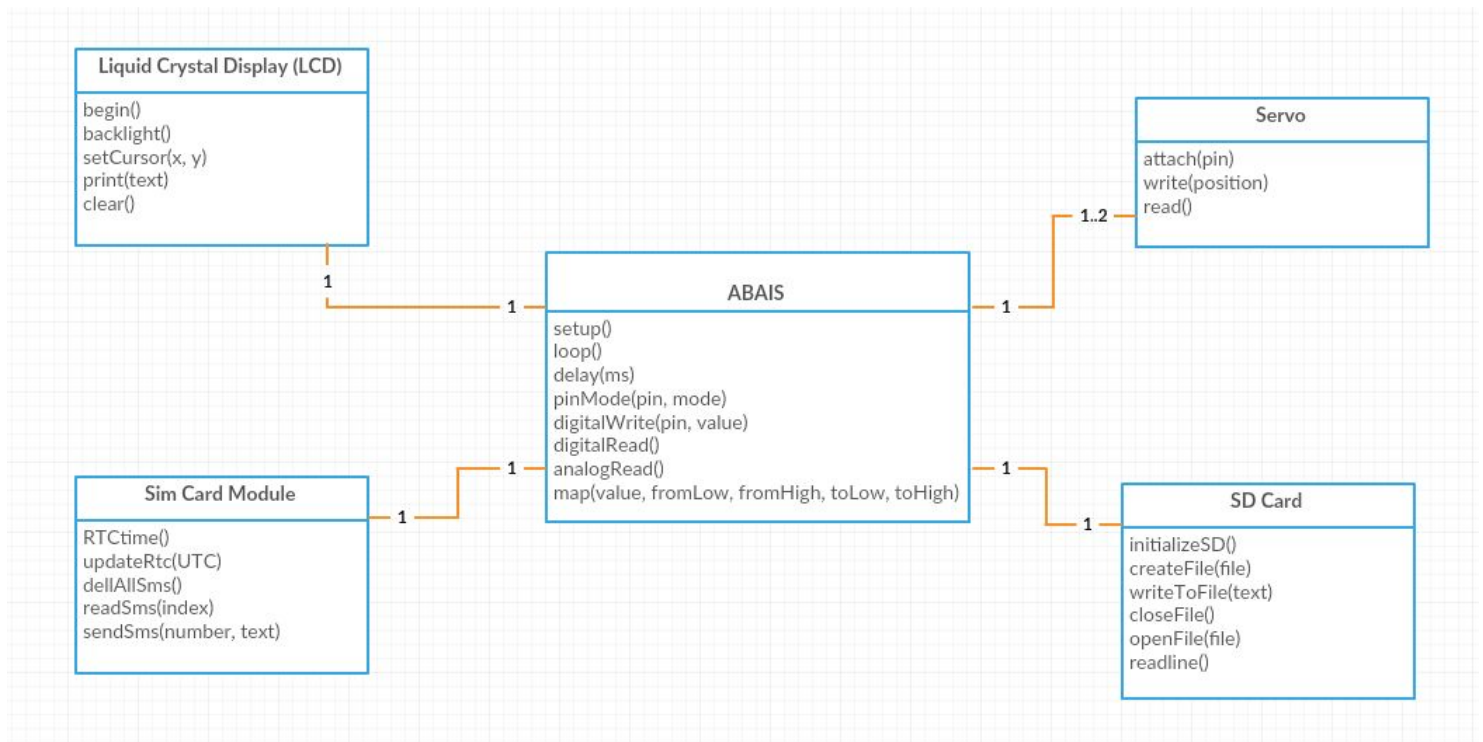 Liquid Crystal Display (LCD)
begin()
backlight()
setCursor(x, y)
print(text)
clear()
1
1
Servo
attach(pin)
write(position)
read()
1..2
1
ABAIS
setup()
loop()
delay(ms)
pinMode(pin, mode)
digitalWrite(pin, value)
digitalRead()
analogRead()
map(value, fromLow, fromHigh, toLow, toHigh)
1
1
Sim Card Module
RTCtime()
updateRtc(UTC)
dellAllSms()
readSms(index)
sendSms(number, text)
1
1
SD Card
initializeSD()
createFile(file)
writeToFile(text)
closeFile()
openFile(file)
readline()